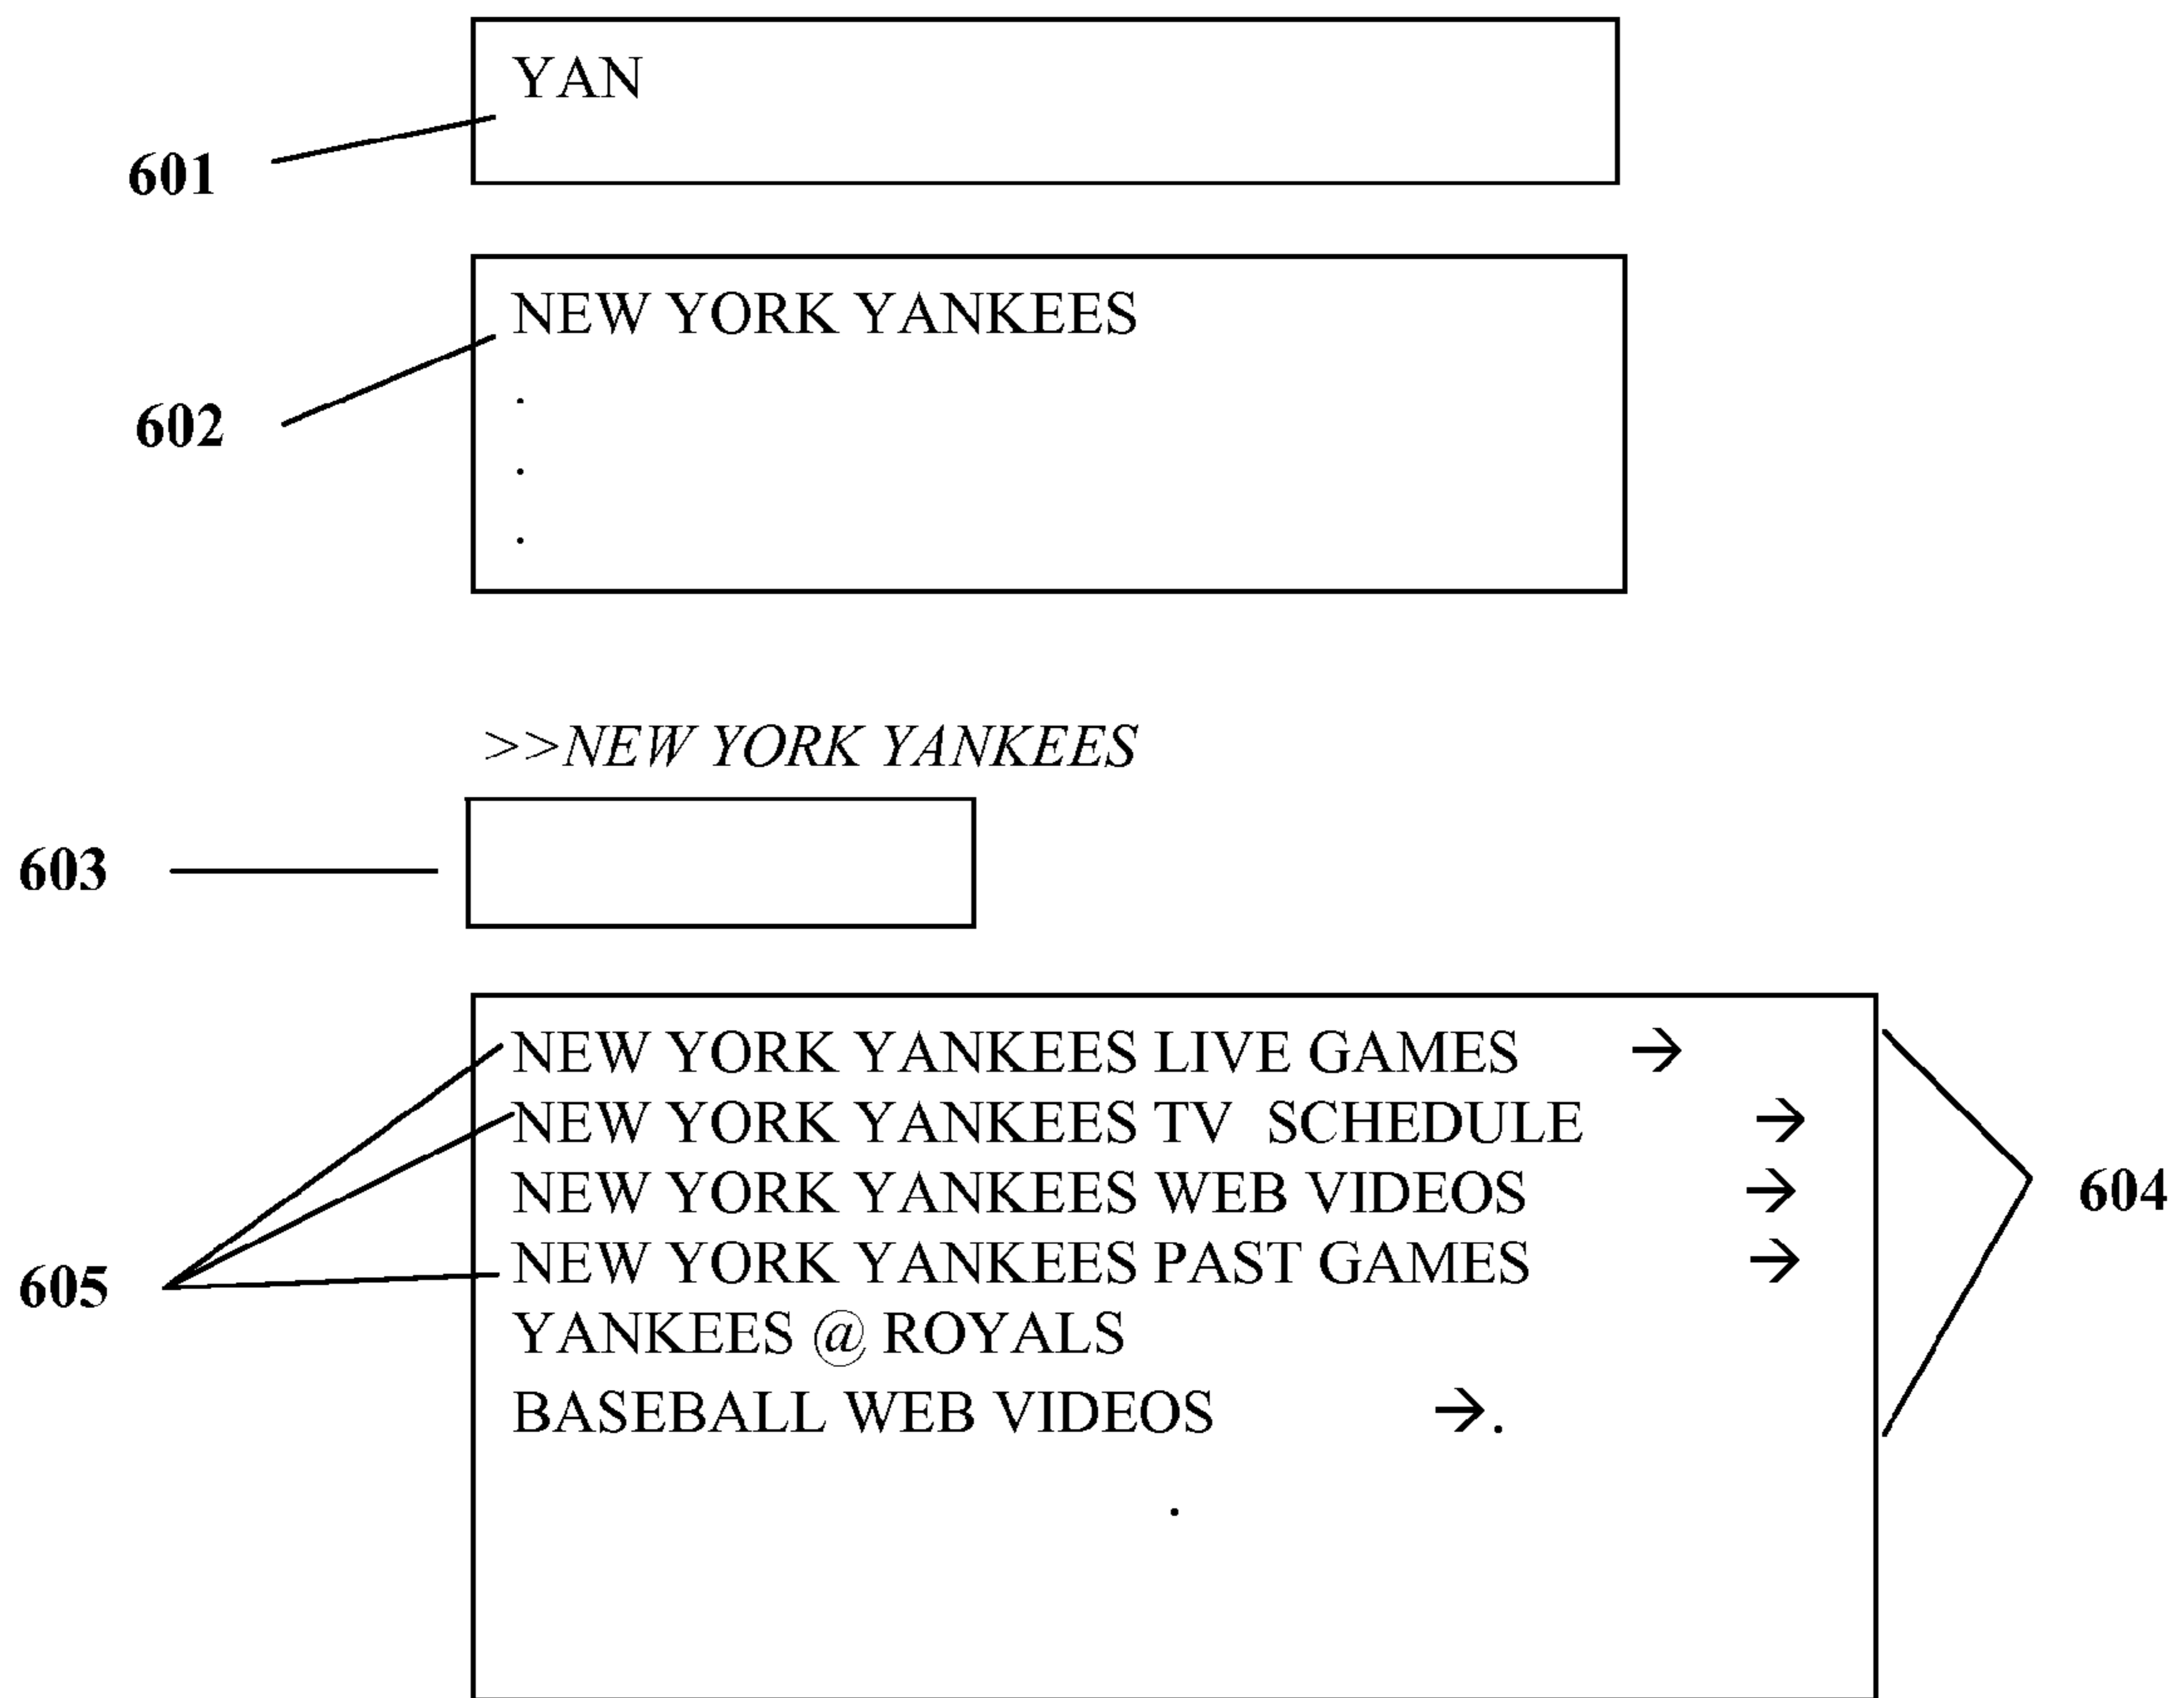 YAN
601
NEW YORK YANKEES
602
.
.
.
>>NEW YORK YANKEES
603
NEW YORK YANKEES LIVE GAMES →
NEW YORK YANKEES TV SCHEDULE →
NEW YORK YANKEES WEB VIDEOS →
604
NEW YORK YANKEES PAST GAMES →
605
YANKEES @ ROYALS
BASEBALL WEB VIDEOS →.
.